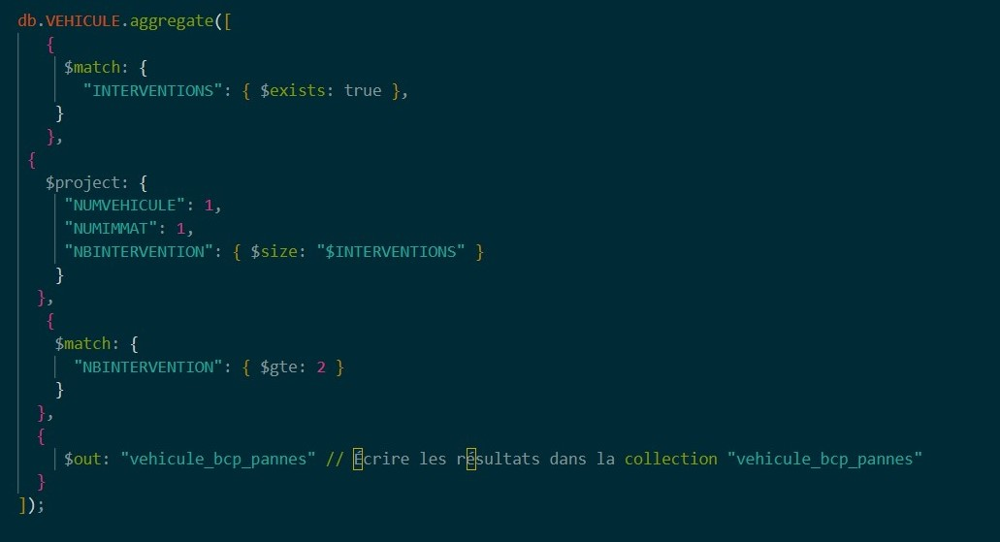 db.VEHICULE.aggregate([
{
$match: {
"INTERVENTIONS": { $exists: true },
}
},
{
$project: {
"NUMVEHICULE": 1,
"NUMIMMAT": 1,
"NBINTERVENTION": { $size: "$INTERVENTIONS" }
}
},
{
$match: {
"NBINTERVENTION": { $gte: 2 }
}
},
{
$out: "vehicule_bcp_pannes" // Écrire les résultats dans la collection "vehicule_bcp_pannes"
}
]);